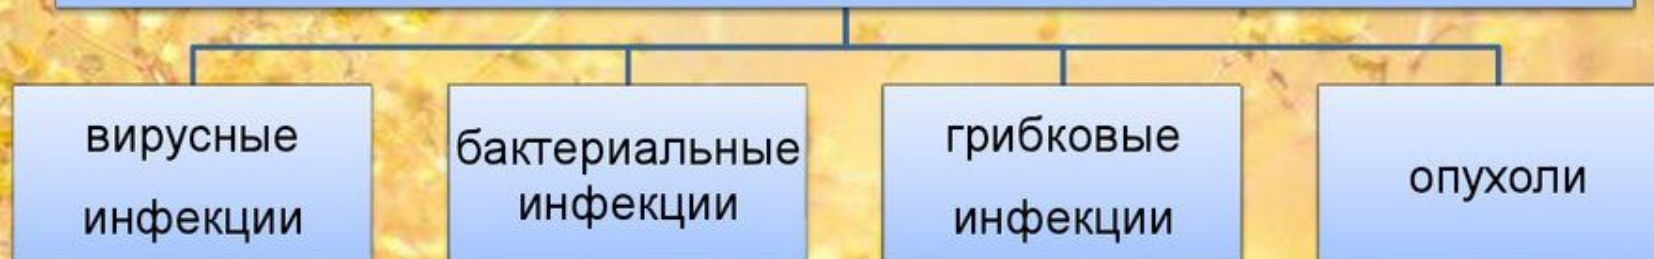 вирусные
инфекции
бактериальные
инфекции
грибковые
инфекции
опухоли